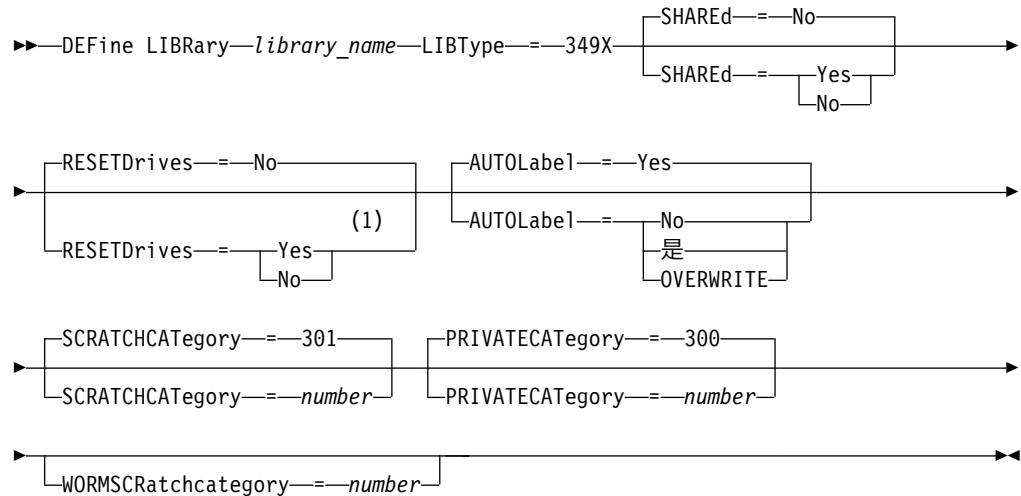 SHAREd = No
DEFine LIBRary library_name LIBType = 349X
SHAREd = Yes
No
RESETDrives = No
AUTOLabel = Yes
(1)
RESETDrives = Yes
No
AUTOLabel = No
是
OVERWRITE
SCRATCHCATegory = 301
PRIVATECATegory = 300
SCRATCHCATegory = number
PRIVATECATegory = number
WORMSCRatchcategory = number